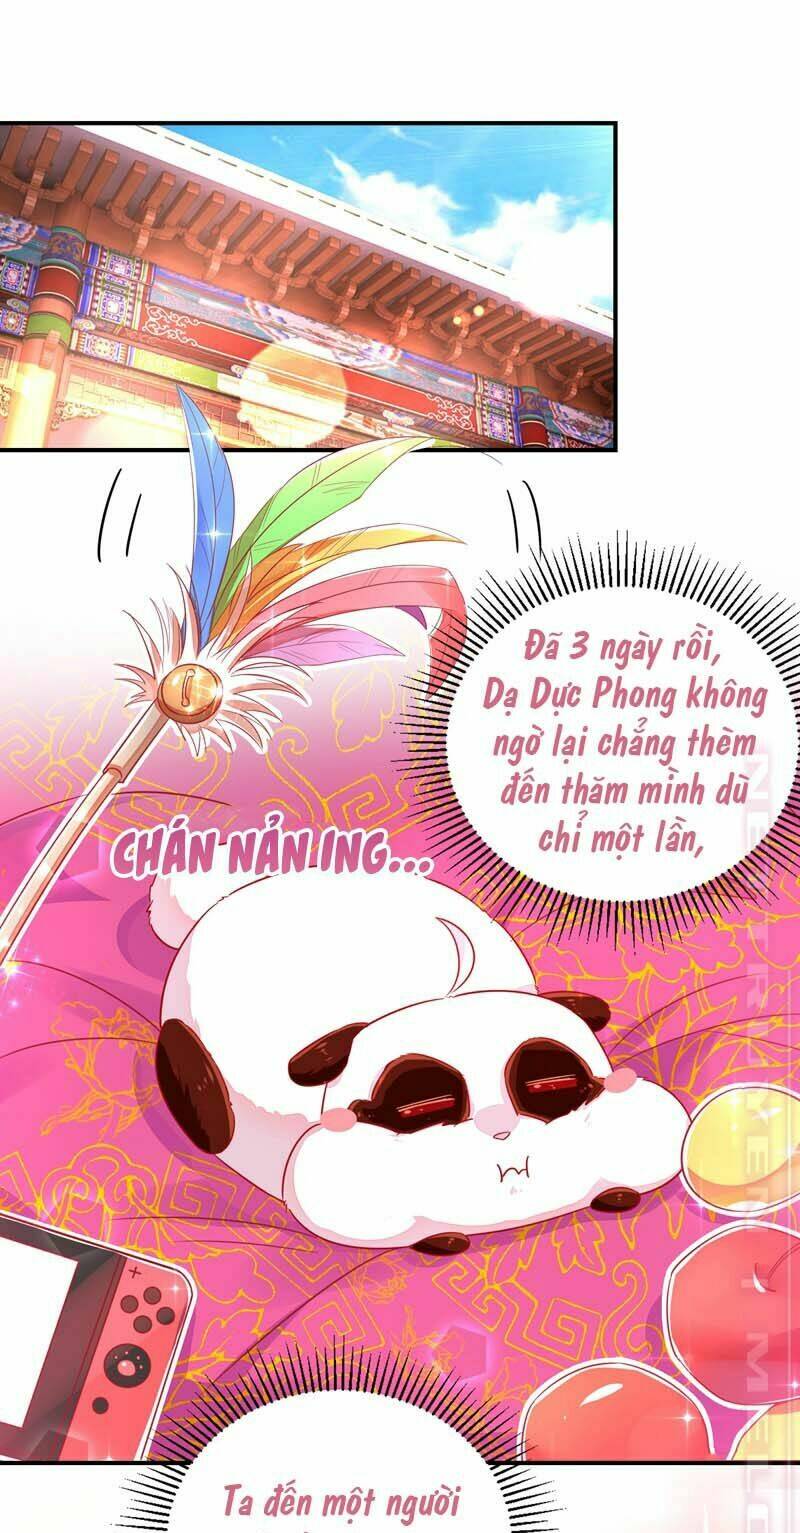 Đã 3 ngày rồi,
Dạ Dực Phong không
ngờ lại chẳng thèm
đến thăm mình dù
chỉ một lần,
CHÁN NẢN ING...
NETTRUYEN
Ta đến một người